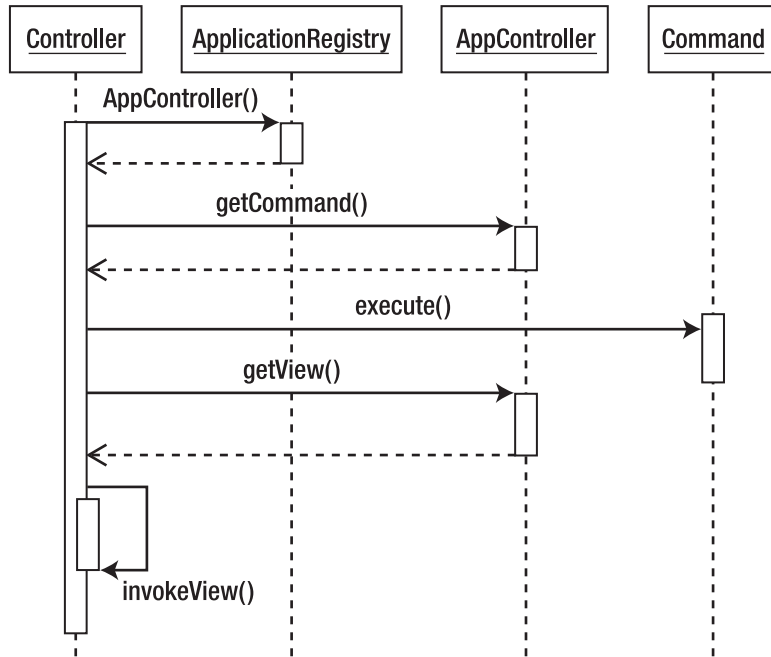 Controller
ApplicationRegistry
AppController
Command
AppController()
getCommand()
execute()
getView()
invokeView()